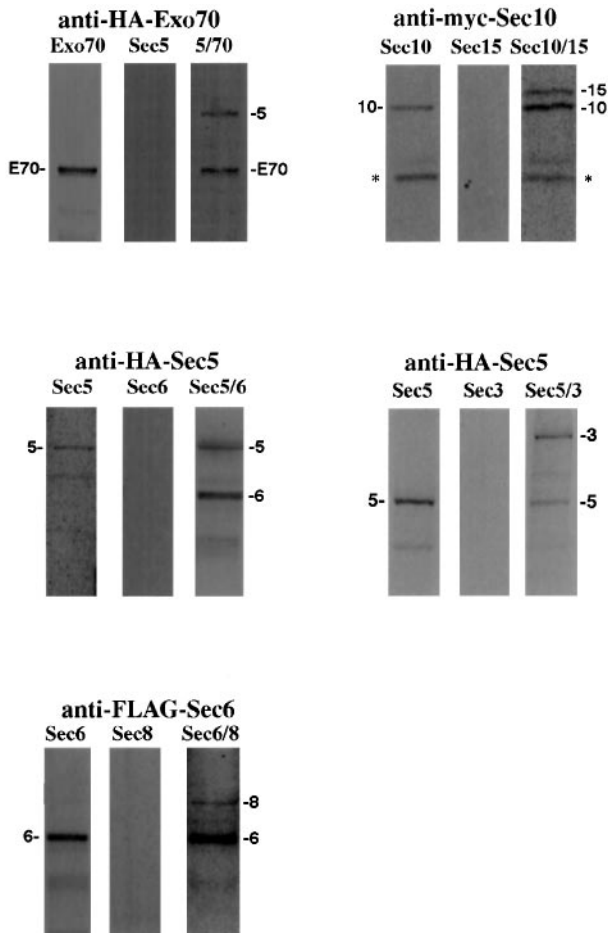 anti-HA-Exo70
Exo70 Sec5 5/70
-5
E70- -E70
anti-myc-Sec10
Sec10 Sec15 Sec10/15
-15
10- -10
* *
anti-HA-Sec5
Sec5 Sec6 Sec5/6
5- -5
-6
anti-HA-Sec5
Sec5 Sec3 Sec5/3
-3
5- -5
anti-FLAG-Sec6
Sec6 Sec8 Sec6/8
-8
6- -6